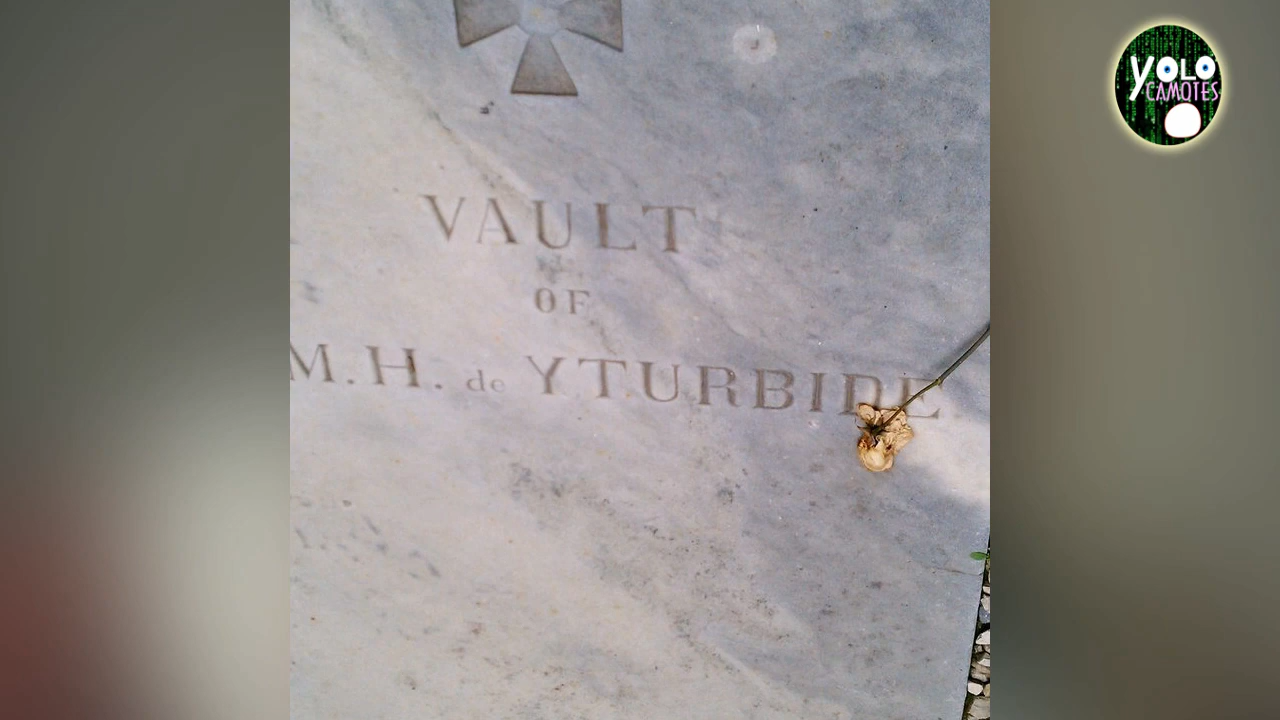 VAULT
OF
M.H. de YTURBIDE
yOLO
CAMOTES